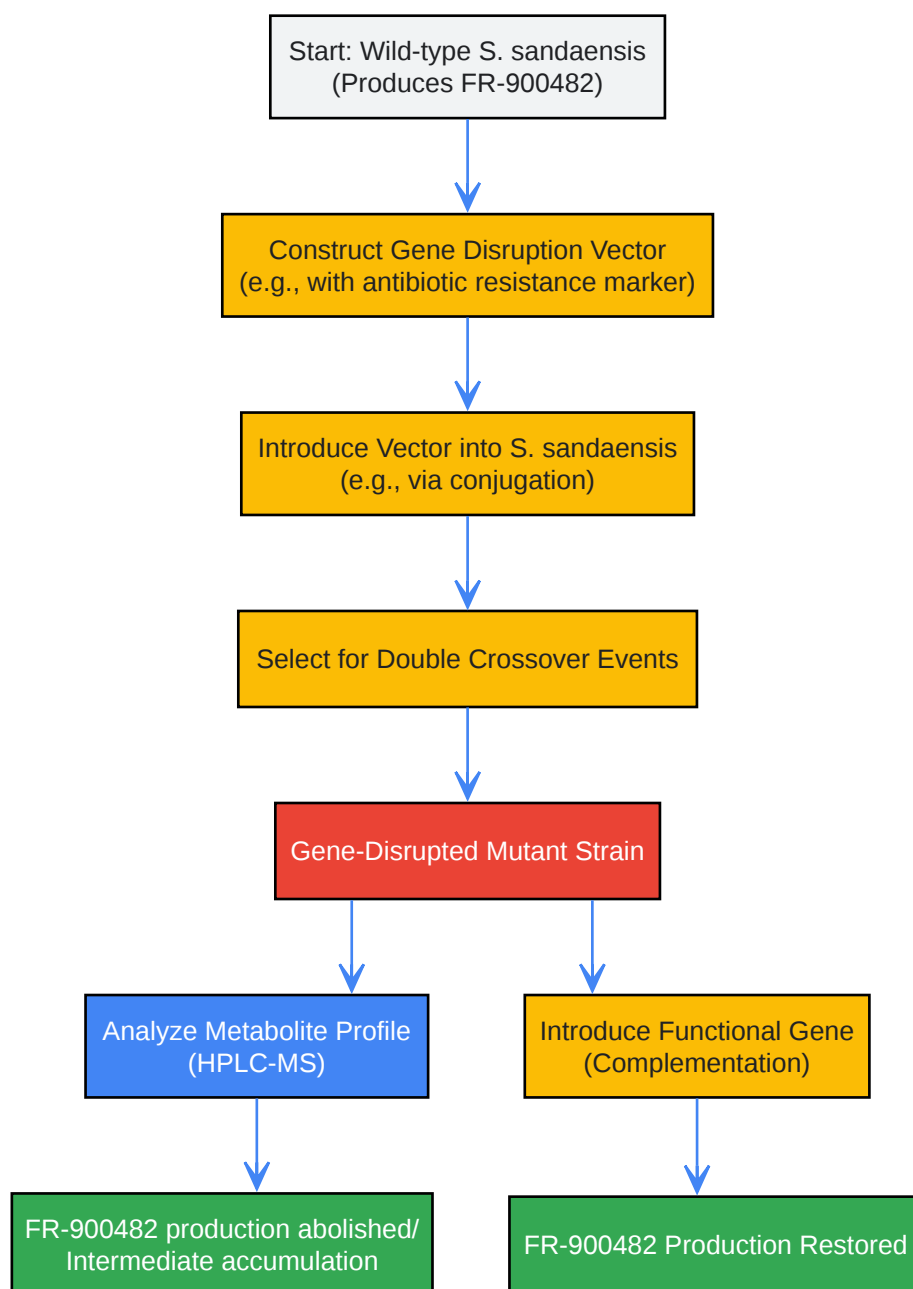 Start: Wild-type S. sandaensis
(Produces FR-900482)
Construct Gene Disruption Vector
(e.g., with antibiotic resistance marker)
Introduce Vector into S. sandaensis
(e.g., via conjugation)
Select for Double Crossover Events
Gene-Disrupted Mutant Strain
Analyze Metabolite Profile
(HPLC-MS)
Introduce Functional Gene
(Complementation)
FR-900482 production abolished/
Intermediate accumulation
FR-900482 Production Restored